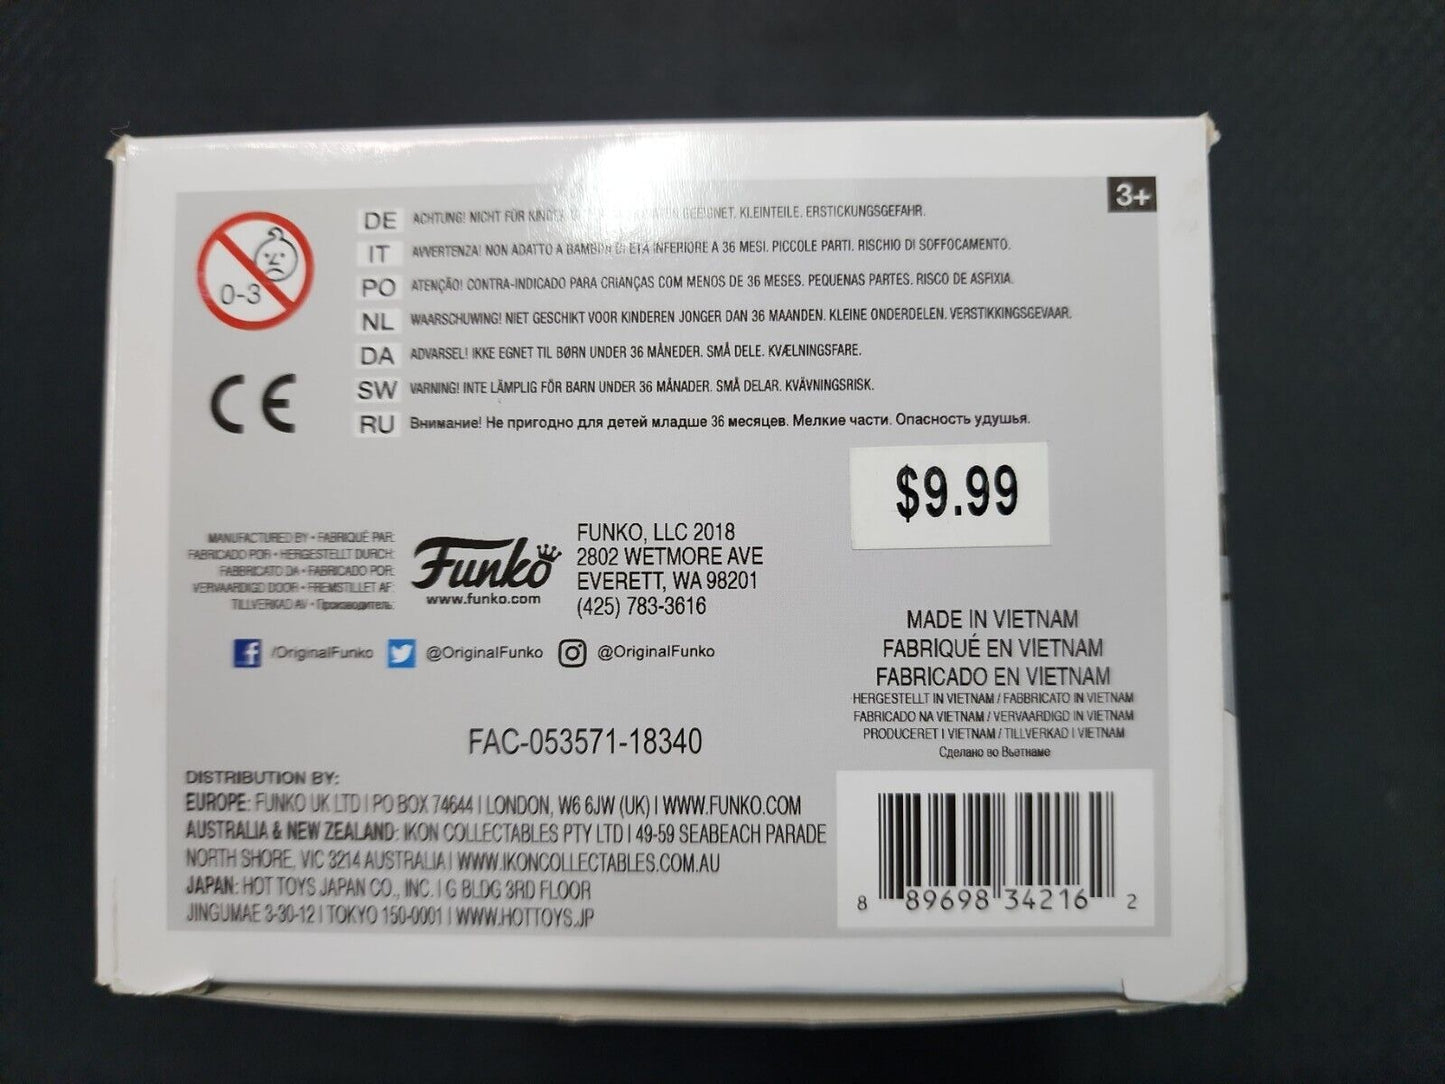 3+
0-3
DE ACHTUNG! NICHT FÜR KINDER GEEIGNET. KLEINTEILE. ERSTICKUNGSGEFAHR.
IT AVVERTENZA! NON ADATTO A BAMBINI DI ETÀ INFERIORE A 36 MESI. PICCOLE PARTI. RISCHIO DI SOFFOCAMENTO.
PO ATENÇÃO! CONTRA-INDICADO PARA CRIANÇAS COM MENOS DE 36 MESES. PEQUENAS PARTES. RISCO DE ASFIXIA.
NL WAARSCHUWING! NIET GESCHIKT VOOR KINDEREN JONGER DAN 36 MAANDEN. KLEINE ONDERDELEN. VERSTIKKINGSGEVAAR.
DA ADVARSEL! IKKE EGNET TIL BØRN UNDER 36 MÅNEDER. SMÅ DELE. KVÆLNINGSFARE.
SW VARNING! INTE LÄMPLIG FÖR BARN UNDER 36 MÅNADER. SMÅ DELAR. KVÄVNINGSRISK.
RU Внимание! Не пригодно для детей младше 36 месяцев. Мелкие части. Опасность удушья.
CE
$9.99
MANUFACTURED BY • FABRIQUÉ PAR:
FABRICADO POR • HERGESTELLT DURCH:
FABBRICATO DA • FABRICADO POR:
VERVAARDIGD DOOR • FREMSTILLET AF:
TILLVERKAD AV • Производитель:
Funko
www.funko.com
FUNKO, LLC 2018
2802 WETMORE AVE
EVERETT, WA 98201
(425) 783-3616
f /OriginalFunko @OriginalFunko @OriginalFunko
MADE IN VIETNAM
FABRIQUÉ EN VIETNAM
FABRICADO EN VIETNAM
HERGESTELLT IN VIETNAM / FABBRICATO IN VIETNAM
FABRICADO NA VIETNAM / VERVAARDIGD IN VIETNAM
PRODUCERET I VIETNAM / TILLVERKAD I VIETNAM
Сделано во Вьетнаме
FAC-053571-18340
DISTRIBUTION BY:
EUROPE: FUNKO UK LTD | PO BOX 74644 | LONDON, W6 6JW (UK) | WWW.FUNKO.COM
AUSTRALIA & NEW ZEALAND: IKON COLLECTABLES PTY LTD | 49-59 SEABEACH PARADE
NORTH SHORE, VIC 3214 AUSTRALIA | WWW.IKONCOLLECTABLES.COM.AU
JAPAN: HOT TOYS JAPAN CO., INC. | G BLDG 3RD FLOOR
JINGUMAE 3-30-12 | TOKYO 150-0001 | WWW.HOTTOYS.JP
8 89698 34216 2